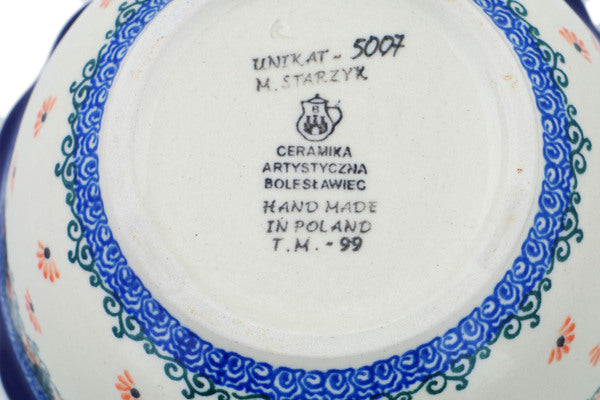 UNIKAT - 5007
M. STARZYK
B
CERAMIKA
ARTYSTYCZNA
BOLESŁAWIEC
HAND MADE
IN POLAND
T.M. - 99